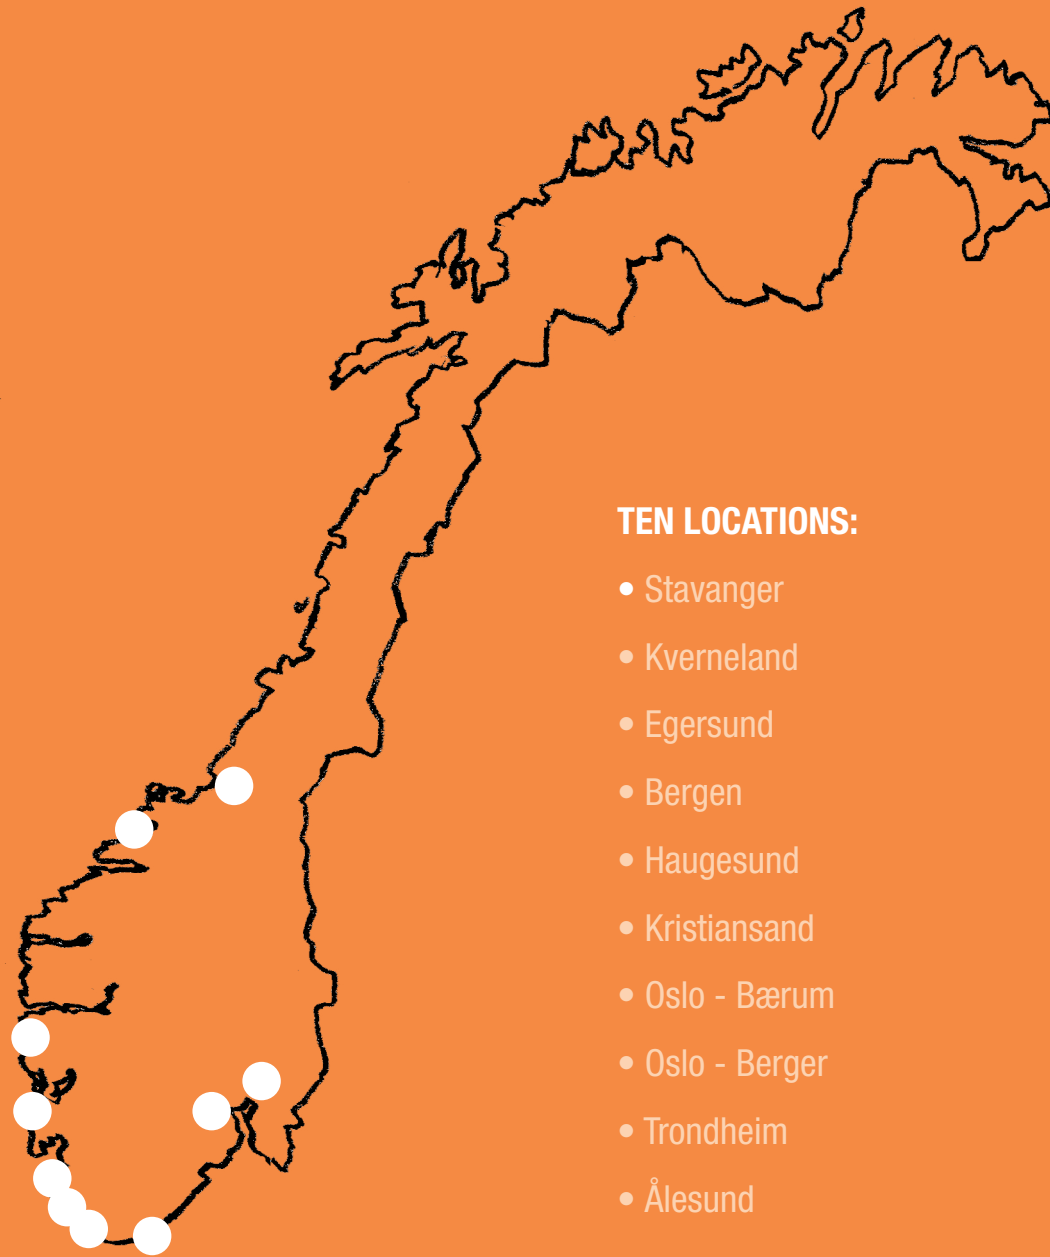 TEN LOCATIONS:
• Stavanger
• Kverneland
• Egersund
• Bergen
• Haugesund
• Kristiansand
• Oslo - Bærum
• Oslo - Berger
• Trondheim
• Ålesund